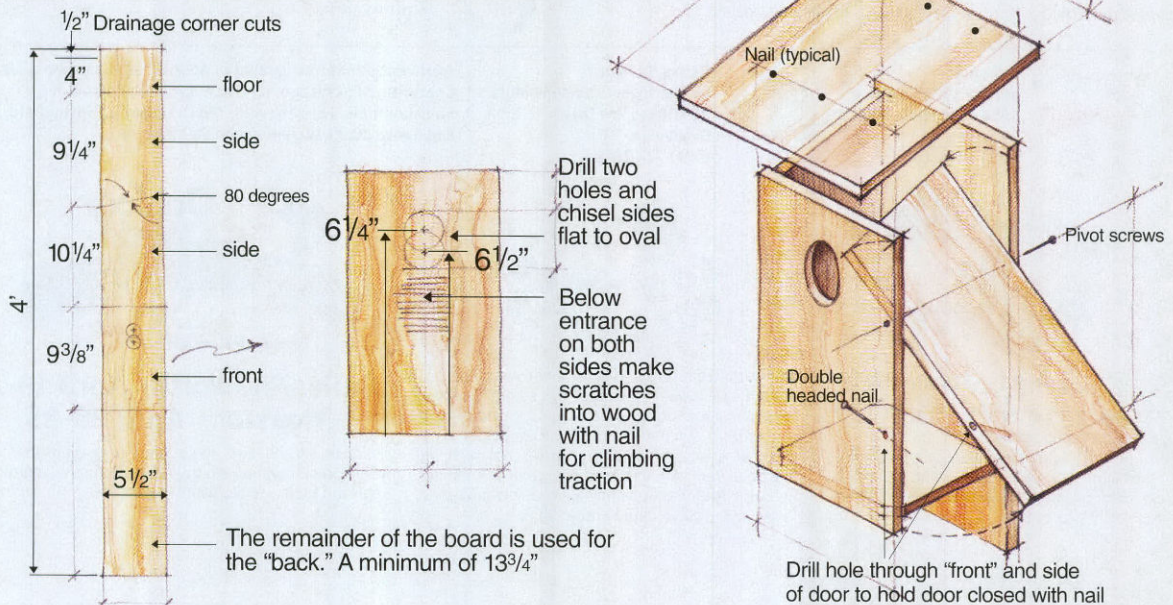 1/2” Drainage corner cuts
4”
floor
9 1/4”
side
80 degrees
10 1/4”
side
4'
9 3/8”
front
5 1/2”
The remainder of the board is used for
the “back.” A minimum of 13 3/4”
6 1/4”
6 1/2”
Drill two
holes and
chisel sides
flat to oval
Below
entrance
on both
sides make
scratches
into wood
with nail
for climbing
traction
Nail (typical)
Pivot screws
Double
headed nail
Drill hole through “front” and side
of door to hold door closed with nail